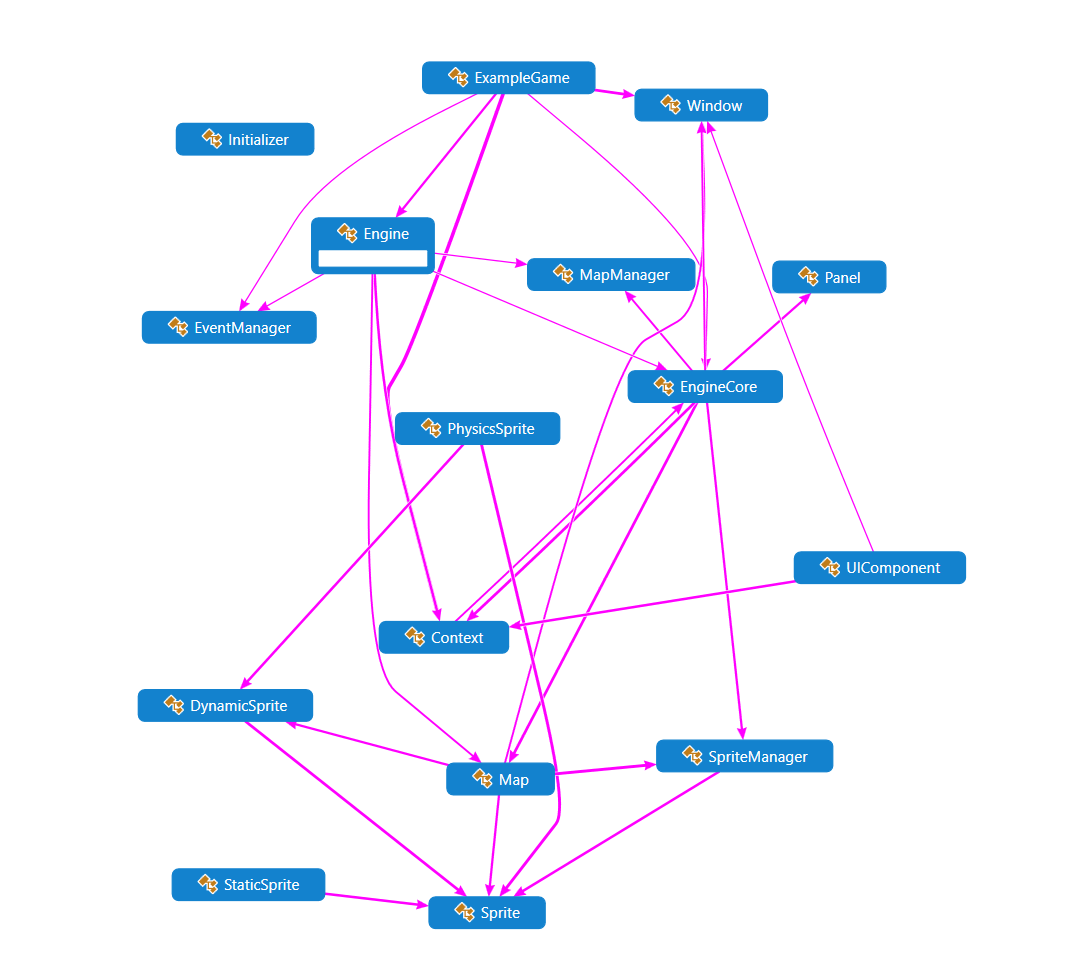 ExampleGame
Window
Initializer
Engine
MapManager
Panel
EventManager
EngineCore
PhysicsSprite
UIComponent
Context
DynamicSprite
SpriteManager
Map
StaticSprite
Sprite